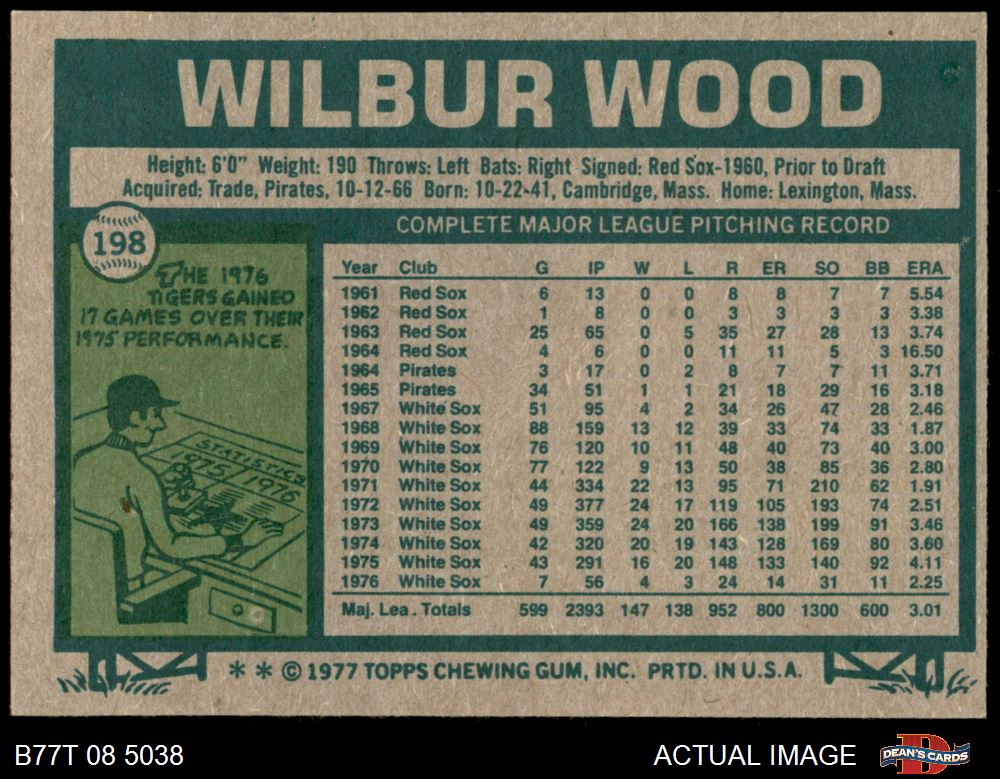 WILBUR WOOD
Height: 6'0" Weight: 190 Throws: Left Bats: Right Signed: Red Sox-1960, Prior to Draft
Acquired: Trade, Pirates, 10-12-66 Born: 10-22-41, Cambridge, Mass. Home: Lexington, Mass.
198
THE 1976
TIGERS GAINED
17 GAMES OVER THEIR
1975 PERFORMANCE.
STATISTICS
1975 1976
COMPLETE MAJOR LEAGUE PITCHING RECORD
Year Club G IP W L R ER SO BB ERA
1961 Red Sox 6 13 0 0 8 8 7 7 5.54
1962 Red Sox 1 8 0 0 3 3 3 3 3.38
1963 Red Sox 25 65 0 5 35 27 28 13 3.74
1964 Red Sox 4 6 0 0 11 11 5 3 16.50
1964 Pirates 3 17 0 2 8 7 7 11 3.71
1965 Pirates 34 51 1 1 21 18 29 16 3.18
1967 White Sox 51 95 4 2 34 26 47 28 2.46
1968 White Sox 88 159 13 12 39 33 74 33 1.87
1969 White Sox 76 120 10 11 48 40 73 40 3.00
1970 White Sox 77 122 9 13 50 38 85 36 2.80
1971 White Sox 44 334 22 13 95 71 210 62 1.91
1972 White Sox 49 377 24 17 119 105 193 74 2.51
1973 White Sox 49 359 24 20 166 138 199 91 3.46
1974 White Sox 42 320 20 19 143 128 169 80 3.60
1975 White Sox 43 291 16 20 148 133 140 92 4.11
1976 White Sox 7 56 4 3 24 14 31 11 2.25
Maj. Lea. Totals 599 2393 147 138 952 800 1300 600 3.01
* * © 1977 TOPPS CHEWING GUM, INC. PRTD. IN U.S.A.
B77T 08 5038 ACTUAL IMAGE DEAN'S CARDS